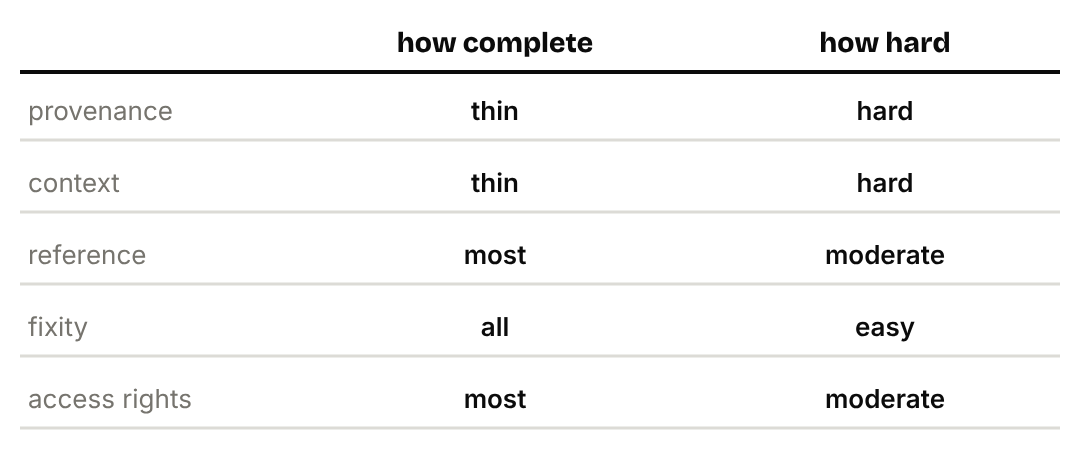 how complete how hard
provenance thin hard
context thin hard
reference most moderate
fixity all easy
access rights most moderate